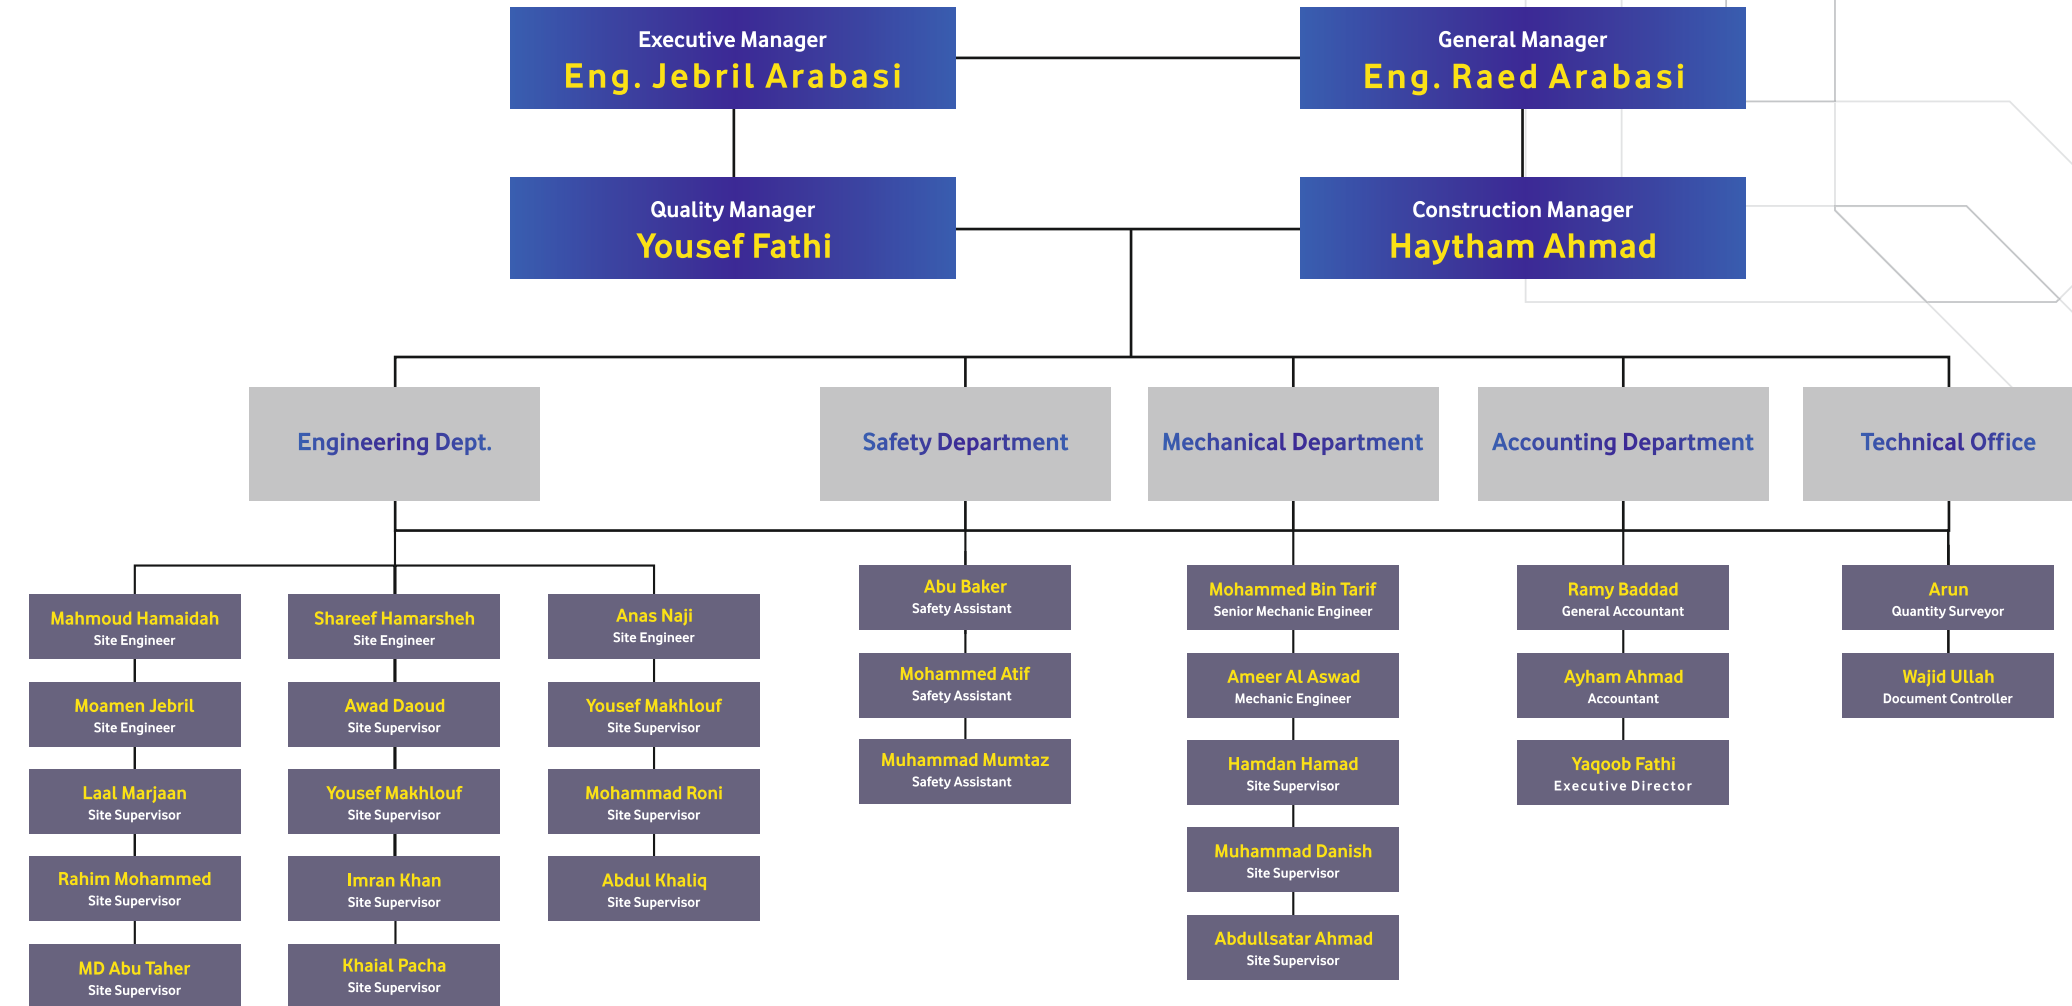 Executive Manager
Eng. Jebril Arabasi
General Manager
Eng. Raed Arabasi
Quality Manager
Yousef Fathi
Construction Manager
Haytham Ahmad
Engineering Dept.
Safety Department
Mechanical Department
Accounting Department
Technical Office
Mahmoud Hamaidah
Site Engineer
Moamen Jebril
Site Engineer
Laal Marjaan
Site Supervisor
Rahim Mohammed
Site Supervisor
MD Abu Taher
Site Supervisor
Shareef Hamarsheh
Site Engineer
Awad Daoud
Site Supervisor
Yousef Makhlouf
Site Supervisor
Imran Khan
Site Supervisor
Khaial Pacha
Site Supervisor
Anas Naji
Site Engineer
Yousef Makhlouf
Site Supervisor
Mohammad Roni
Site Supervisor
Abdul Khaliq
Site Supervisor
Abu Baker
Safety Assistant
Mohammed Atif
Safety Assistant
Muhammad Mumtaz
Safety Assistant
Mohammed Bin Tarif
Senior Mechanic Engineer
Ameer Al Aswad
Mechanic Engineer
Hamdan Hamad
Site Supervisor
Muhammad Danish
Site Supervisor
Abdullsatar Ahmad
Site Supervisor
Ramy Baddad
General Accountant
Ayham Ahmad
Accountant
Yaqoob Fathi
Executive Director
Arun
Quantity Surveyor
Wajid Ullah
Document Controller